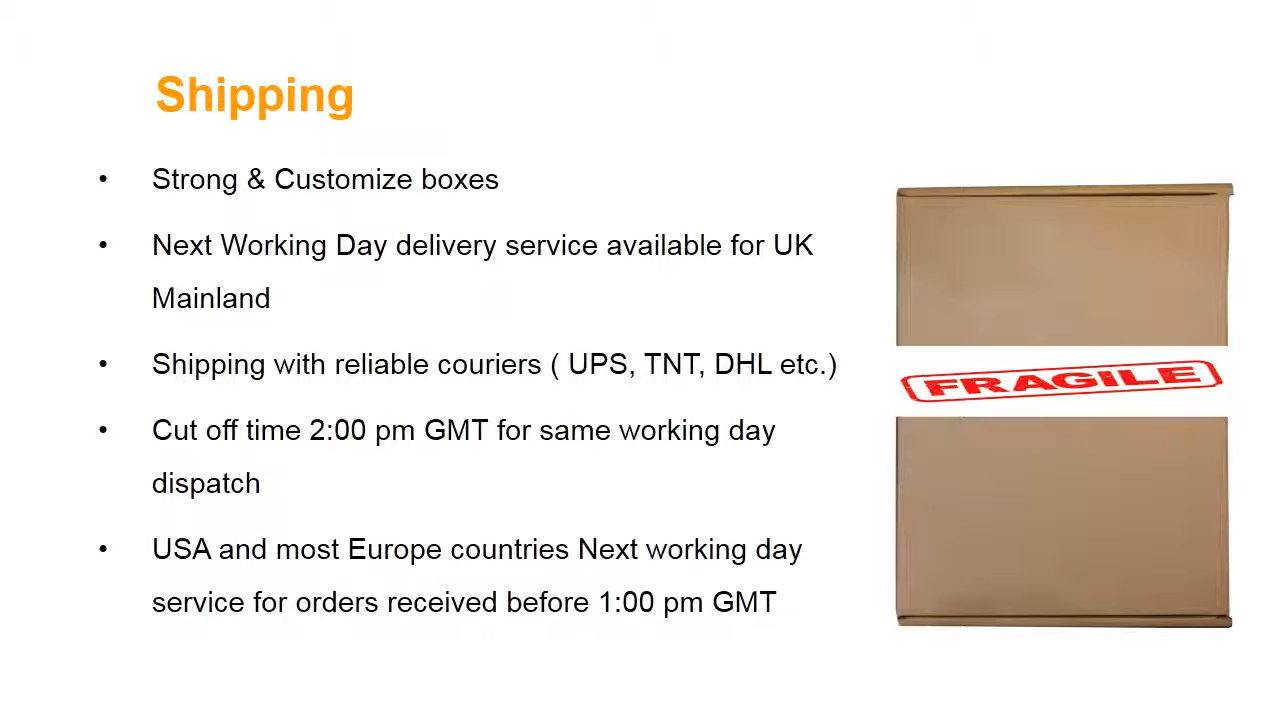 Shipping
• Strong & Customize boxes
• Next Working Day delivery service available for UK
Mainland
• Shipping with reliable couriers ( UPS, TNT, DHL etc.)
• Cut off time 2:00 pm GMT for same working day
dispatch
• USA and most Europe countries Next working day
service for orders received before 1:00 pm GMT
FRAGILE